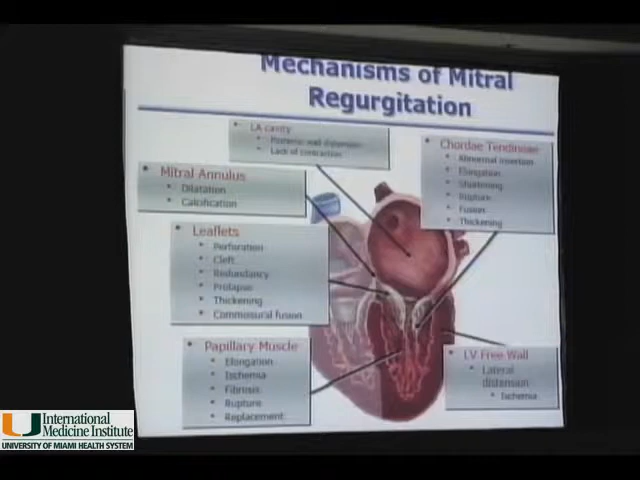 Mechanisms of Mitral
Regurgitation
LA cavity
Posterior wall distension
Lack of contraction
Chordae Tendineae
Abnormal insertion
Elongation
Shortening
Rupture
Fusion
Thickening
Mitral Annulus
Dilatation
Calcification
Leaflets
Perforation
Cleft
Redundancy
Prolapse
Thickening
Commoisural fusion
Papillary Muscle
Elongation
Ischemia
Fibrosis
Rupture
Replacement
LV Free Wall
Lateral
distension
Ischemia
International
Medicine Institute
UNIVERSITY OF MIAMI HEALTH SYSTEM